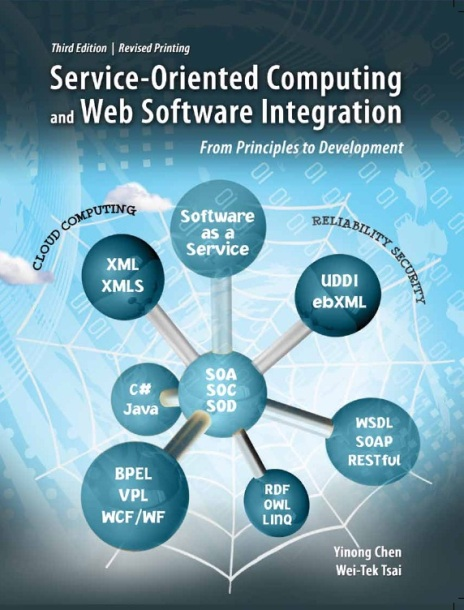 Third Edition | Revised Printing
Service-Oriented Computing
and Web Software Integration
From Principles to Development
CLOUD COMPUTING
Software
as a
Service
RELIABILITY SECURITY
XML
XMLS
UDDI
ebXML
SOA
SOC
SOD
C#
Java
WSDL
SOAP
RESTful
BPEL
VPL
WCF/WF
RDF
OWL
LINQ
Yinong Chen
Wei-Tek Tsai